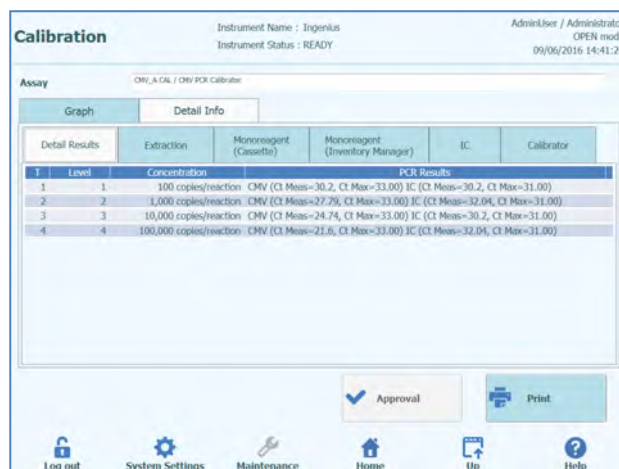 Calibration
Instrument Name : Ingenius
Instrument Status : READY
AdminUser / Administrato
OPEN mod
09/06/2016 14:41:2
Assay
CMV_A CAL / CMV PCR Calibrator
Graph
Detail Info
Detail Results
Extraction
Monoreagent
(Cassette)
Monoreagent
(Inventory Manager)
IC
Calibrator
T Level Concentration PCR Results
1 1 100 copies/reaction CMV (Ct Meas=30.2, Ct Max=33.00) IC (Ct Meas=30.2, Ct Max=31.00)
2 2 1,000 copies/reaction CMV (Ct Meas=27.79, Ct Max=33.00) IC (Ct Meas=32.04, Ct Max=31.00)
3 3 10,000 copies/reaction CMV (Ct Meas=24.74, Ct Max=33.00) IC (Ct Meas=30.2, Ct Max=31.00)
4 4 100,000 copies/reaction CMV (Ct Meas=21.6, Ct Max=33.00) IC (Ct Meas=32.04, Ct Max=31.00)
Approval
Print
Log out
System Settings
Maintenance
Home
Up
Help